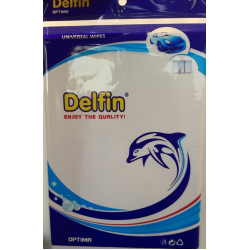 Delfin
OPTIMA
UNIVERSAL WIPES
Delfin®
ENJOY THE QUALITY!
OPTIMA